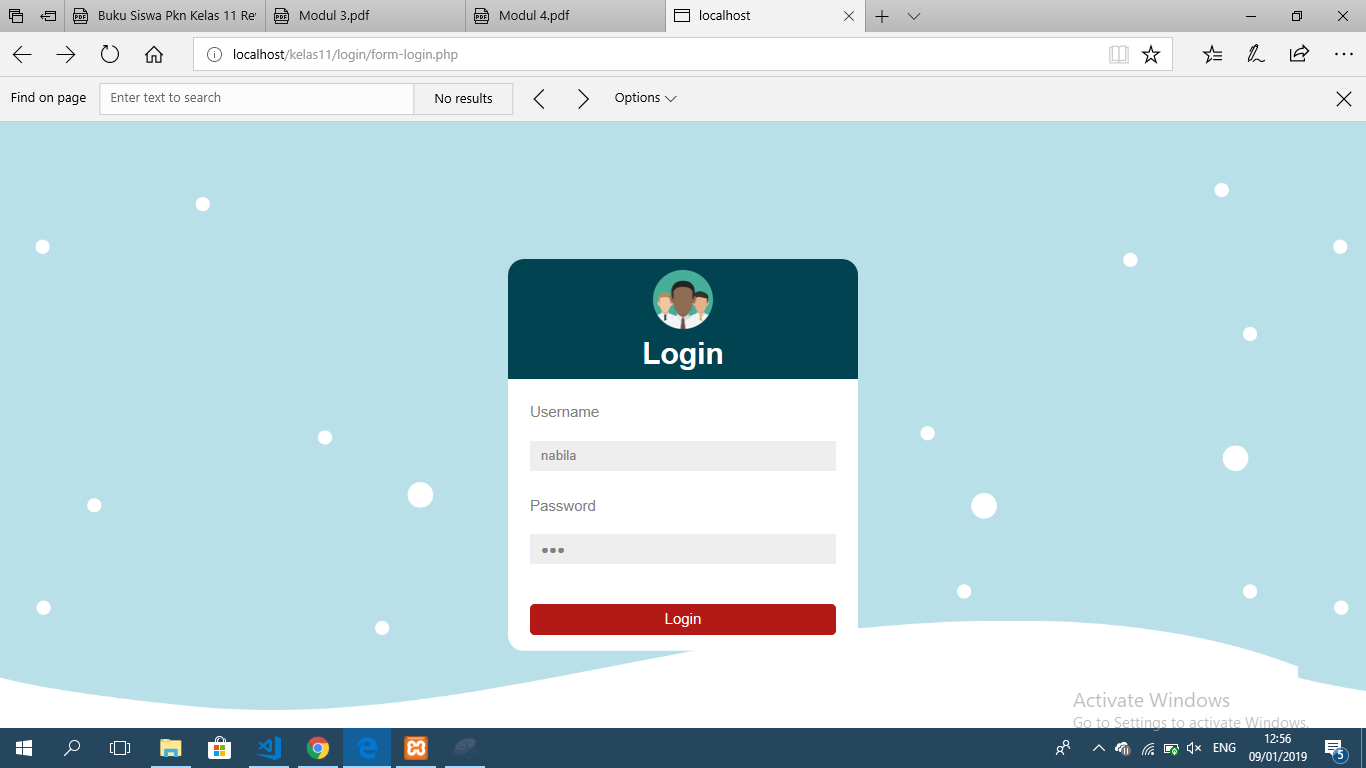 Buku Siswa Pkn Kelas 11 Re
Modul 3.pdf
Modul 4.pdf
localhost
localhost/kelas11/login/form-login.php
Find on page
Enter text to search
No results
Options
Login
Username
nabila
Password
•••
Login
Activate Windows
Go to Settings to activate Windows.
ENG
12:56
09/01/2019
5